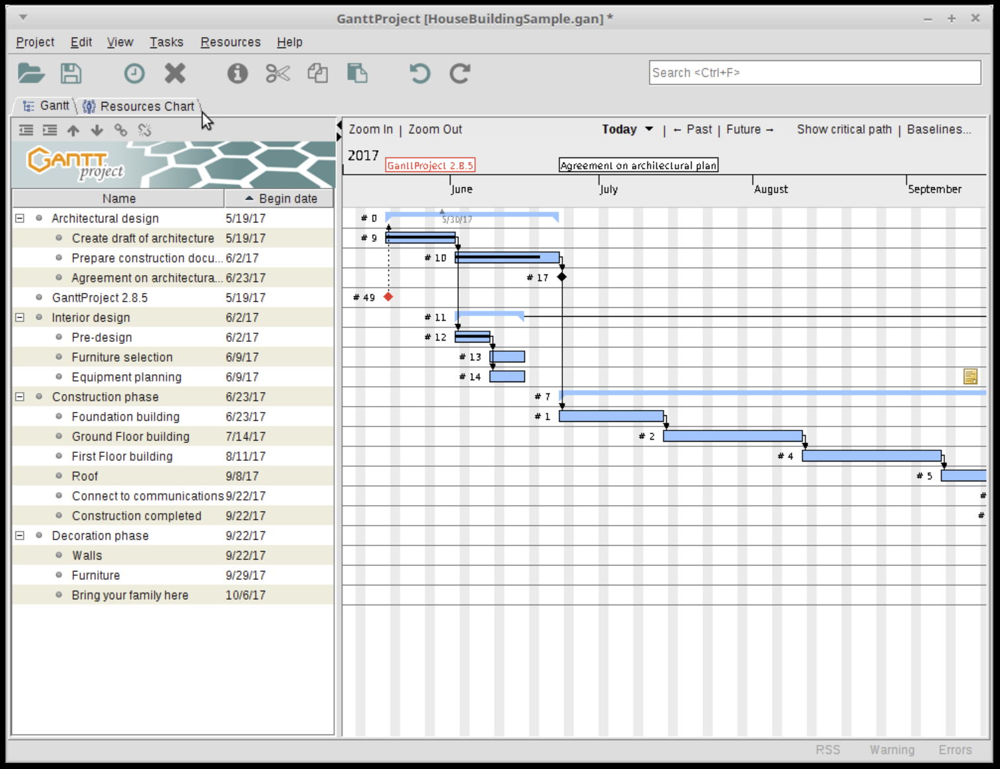 GanttProject [HouseBuildingSample.gan] *
Project Edit View Tasks Resources Help
Search <Ctrl+F>
Gantt Resources Chart
Zoom In | Zoom Out Today | ← Past | Future → Show critical path | Baselines...
GANTT project
2017
GanttProject 2.8.5 Agreement on architectural plan
June July August September
Name Begin date
Architectural design 5/19/17 # 0 5/30/17
Create draft of architecture 5/19/17 # 9
Prepare construction docu... 6/2/17 # 10
Agreement on architectura... 6/23/17 # 17
GanttProject 2.8.5 5/19/17 # 49
Interior design 6/2/17 # 11
Pre-design 6/2/17 # 12
Furniture selection 6/9/17 # 13
Equipment planning 6/9/17 # 14
Construction phase 6/23/17 # 7
Foundation building 6/23/17 # 1
Ground Floor building 7/14/17 # 2
First Floor building 8/11/17 # 4
Roof 9/8/17 # 5
Connect to communications 9/22/17 #
Construction completed 9/22/17 #
Decoration phase 9/22/17
Walls 9/22/17
Furniture 9/29/17
Bring your family here 10/6/17
RSS Warning Errors